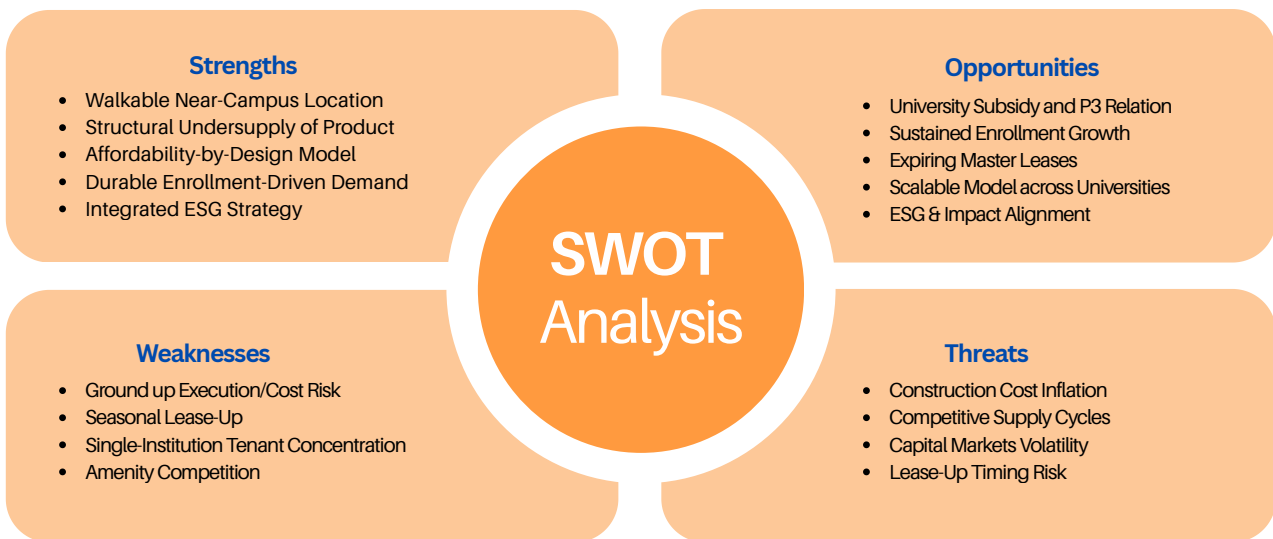 Strengths
• Walkable Near-Campus Location
• Structural Undersupply of Product
• Affordability-by-Design Model
• Durable Enrollment-Driven Demand
• Integrated ESG Strategy
Opportunities
• University Subsidy and P3 Relation
• Sustained Enrollment Growth
• Expiring Master Leases
• Scalable Model across Universities
• ESG & Impact Alignment
SWOT
Analysis
Weaknesses
• Ground up Execution/Cost Risk
• Seasonal Lease-Up
• Single-Institution Tenant Concentration
• Amenity Competition
Threats
• Construction Cost Inflation
• Competitive Supply Cycles
• Capital Markets Volatility
• Lease-Up Timing Risk